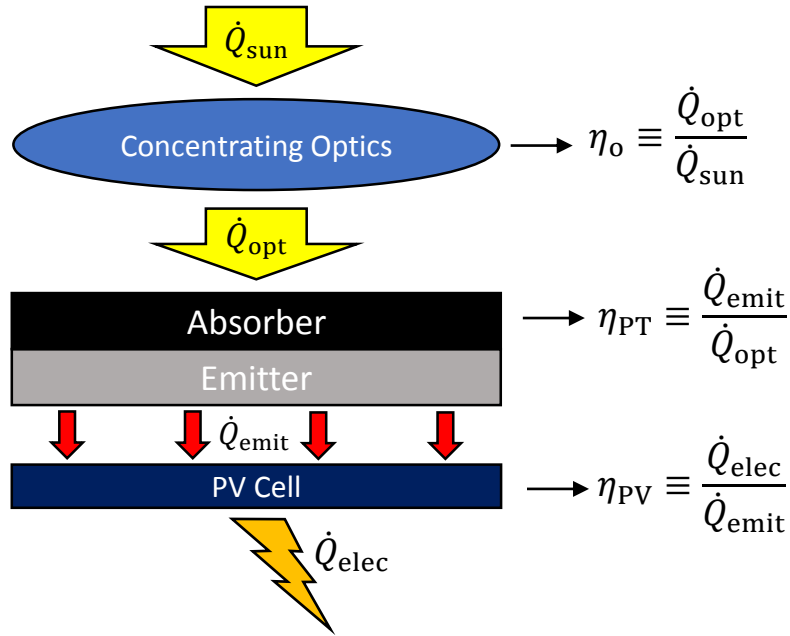 Q̇sun
Concentrating Optics
ηo ≡ Q̇opt / Q̇sun
Q̇opt
Absorber
ηPT ≡ Q̇emit / Q̇opt
Emitter
Q̇emit
PV Cell
ηPV ≡ Q̇elec / Q̇emit
Q̇elec